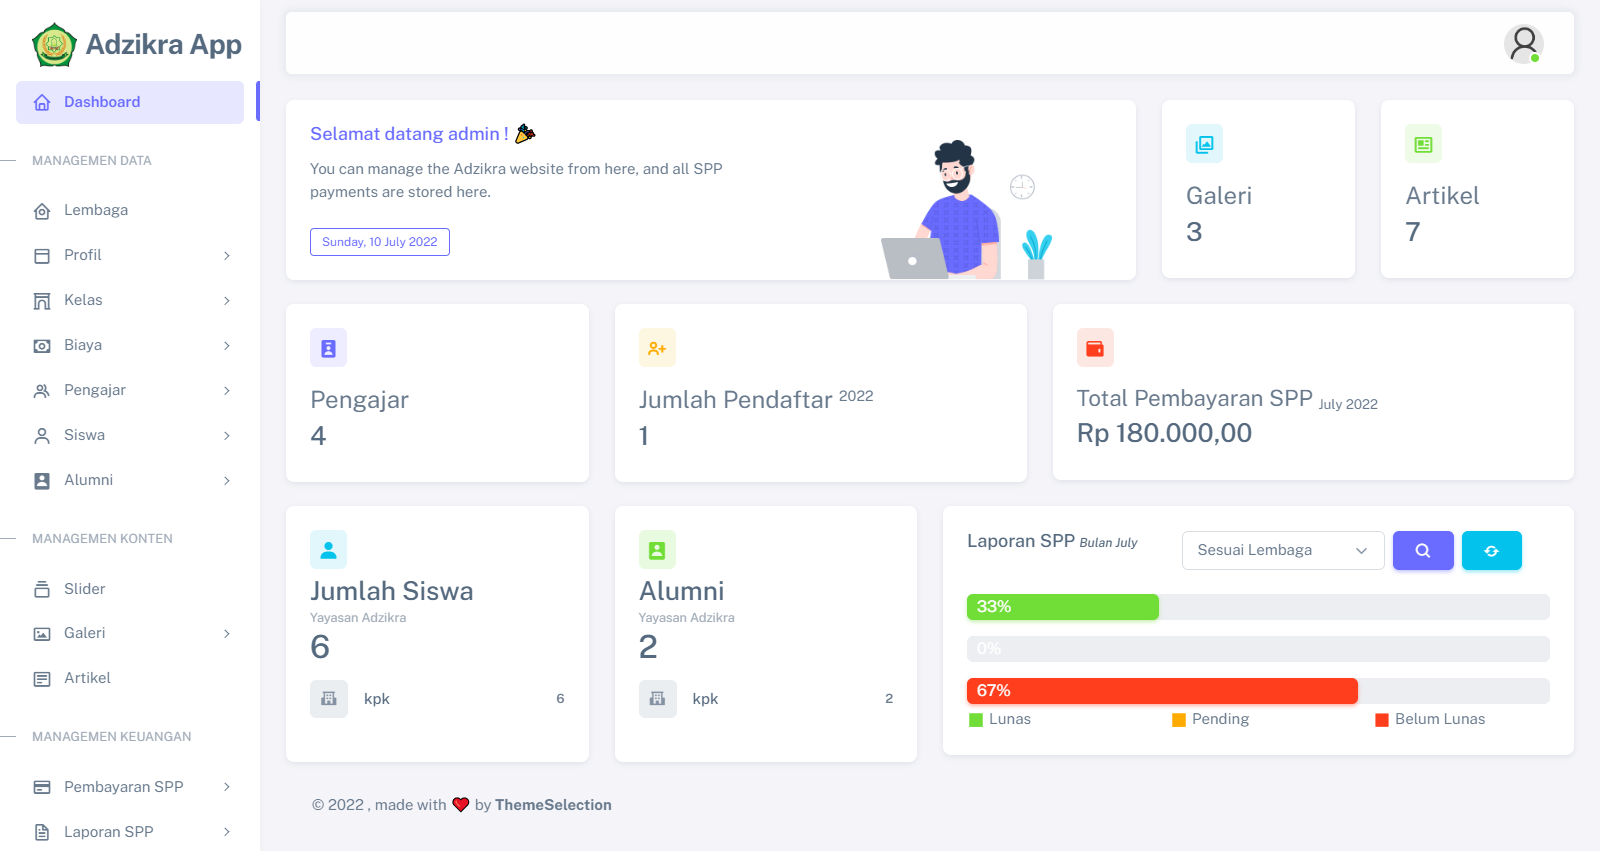 Adzikra App
Dashboard
MANAGEMEN DATA
Lembaga
Profil
Kelas
Biaya
Pengajar
Siswa
Alumni
MANAGEMEN KONTEN
Slider
Galeri
Artikel
MANAGEMEN KEUANGAN
Pembayaran SPP
Laporan SPP
Selamat datang admin !
You can manage the Adzikra website from here, and all SPP
payments are stored here.
Sunday, 10 July 2022
Galeri
3
Artikel
7
Pengajar
4
Jumlah Pendaftar 2022
1
Total Pembayaran SPP July 2022
Rp 180.000,00
Jumlah Siswa
Yayasan Adzikra
6
kpk 6
Alumni
Yayasan Adzikra
2
kpk 2
Laporan SPP Bulan July
Sesuai Lembaga
33%
0%
67%
Lunas Pending Belum Lunas
© 2022 , made with ❤️ by ThemeSelection